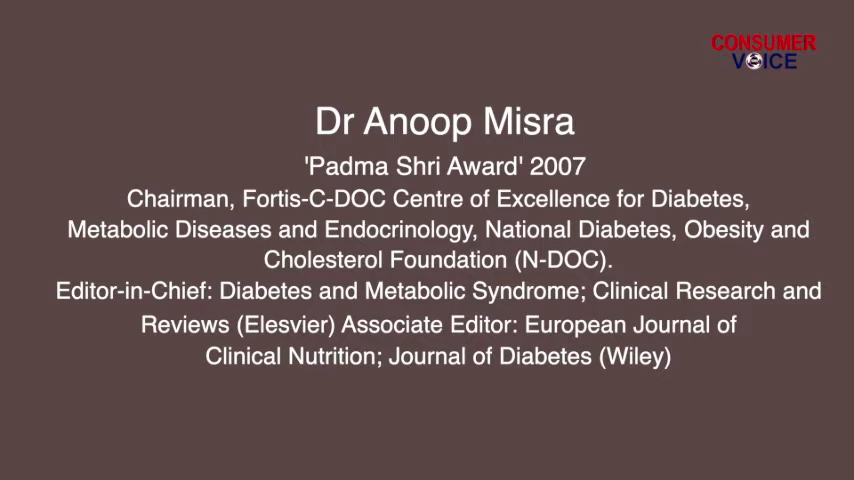 CONSUMER
VOICE
Dr Anoop Misra
'Padma Shri Award' 2007
Chairman, Fortis-C-DOC Centre of Excellence for Diabetes,
Metabolic Diseases and Endocrinology, National Diabetes, Obesity and
Cholesterol Foundation (N-DOC).
Editor-in-Chief: Diabetes and Metabolic Syndrome; Clinical Research and
Reviews (Elesvier) Associate Editor: European Journal of
Clinical Nutrition; Journal of Diabetes (Wiley)